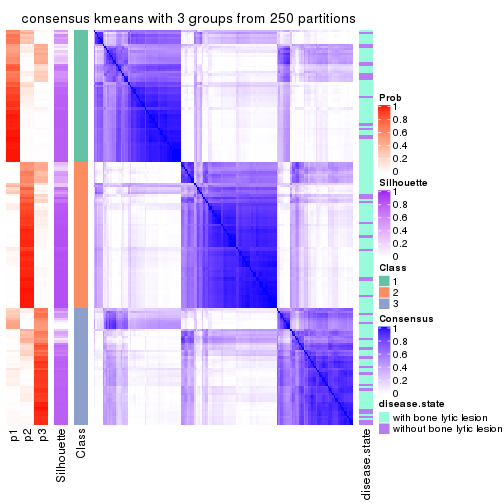 consensus kmeans with 3 groups from 250 partitions
Prob
1
0.8
0.6
0.4
0.2
0
Silhouette
1
0.8
0.6
0.4
0.2
0
Class
1
2
3
Consensus
1
0.8
0.6
0.4
0.2
0
disease.state
with bone lytic lesion
without bone lytic lesion
p1
p2
p3
Silhouette
Class
disease.state